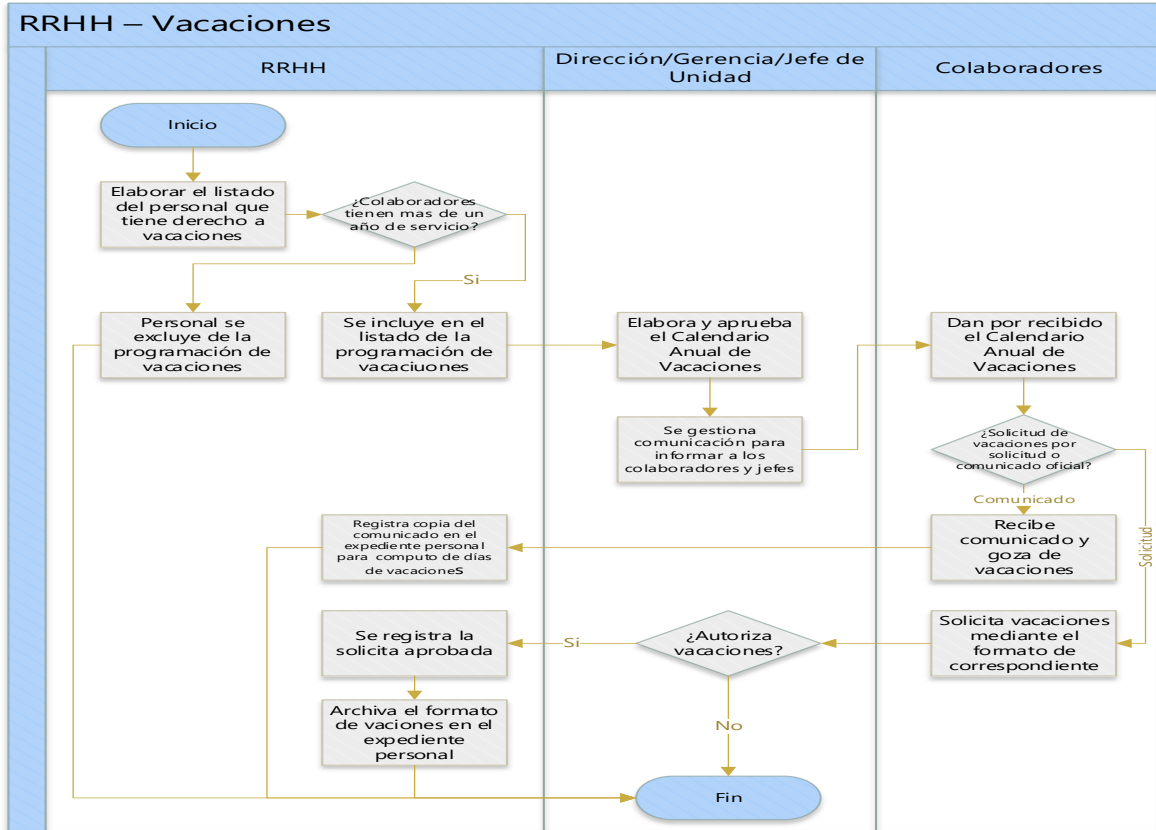 RRHH – Vacaciones
RRHH
Dirección/Gerencia/Jefe de
Unidad
Colaboradores
Inicio
Elaborar el listado
del personal que
tiene derecho a
vacaciones
¿Colaboradores
tienen mas de un
año de servicio?
Si
Personal se
excluye de la
programación de
vacaciones
Se incluye en el
listado de la
programación de
vacaciuones
Elabora y aprueba
el Calendario
Anual de
Vacaciones
Dan por recibido
el Calendario
Anual de
Vacaciones
Se gestiona
comunicación para
informar a los
colaboradores y jefes
¿Solicitud de
vacaciones por
solicitud o
comunicado oficial?
Comunicado
Solicitud
Registra copia del
comunicado en el
expediente personal
para computo de días
de vacaciones
Recibe
comunicado y
goza de
vacaciones
Se registra la
solicita aprobada
Si
¿Autoriza
vacaciones?
Solicita vacaciones
mediante el
formato de
correspondiente
Archiva el formato
de vaciones en el
expediente
personal
No
Fin